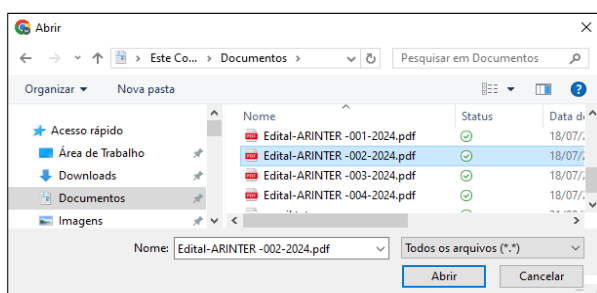 Abrir
Este Co... > Documentos >
Pesquisar em Documentos
Organizar
Nova pasta
Nome Status Data d
Acesso rápido
Área de Trabalho
Downloads
Documentos
Imagens
Edital-ARINTER -001-2024.pdf 18/07/
Edital-ARINTER -002-2024.pdf 18/07/
Edital-ARINTER -003-2024.pdf 18/07/
Edital-ARINTER -004-2024.pdf 18/07/
Nome: Edital-ARINTER -002-2024.pdf Todos os arquivos (*.*)
Abrir Cancelar